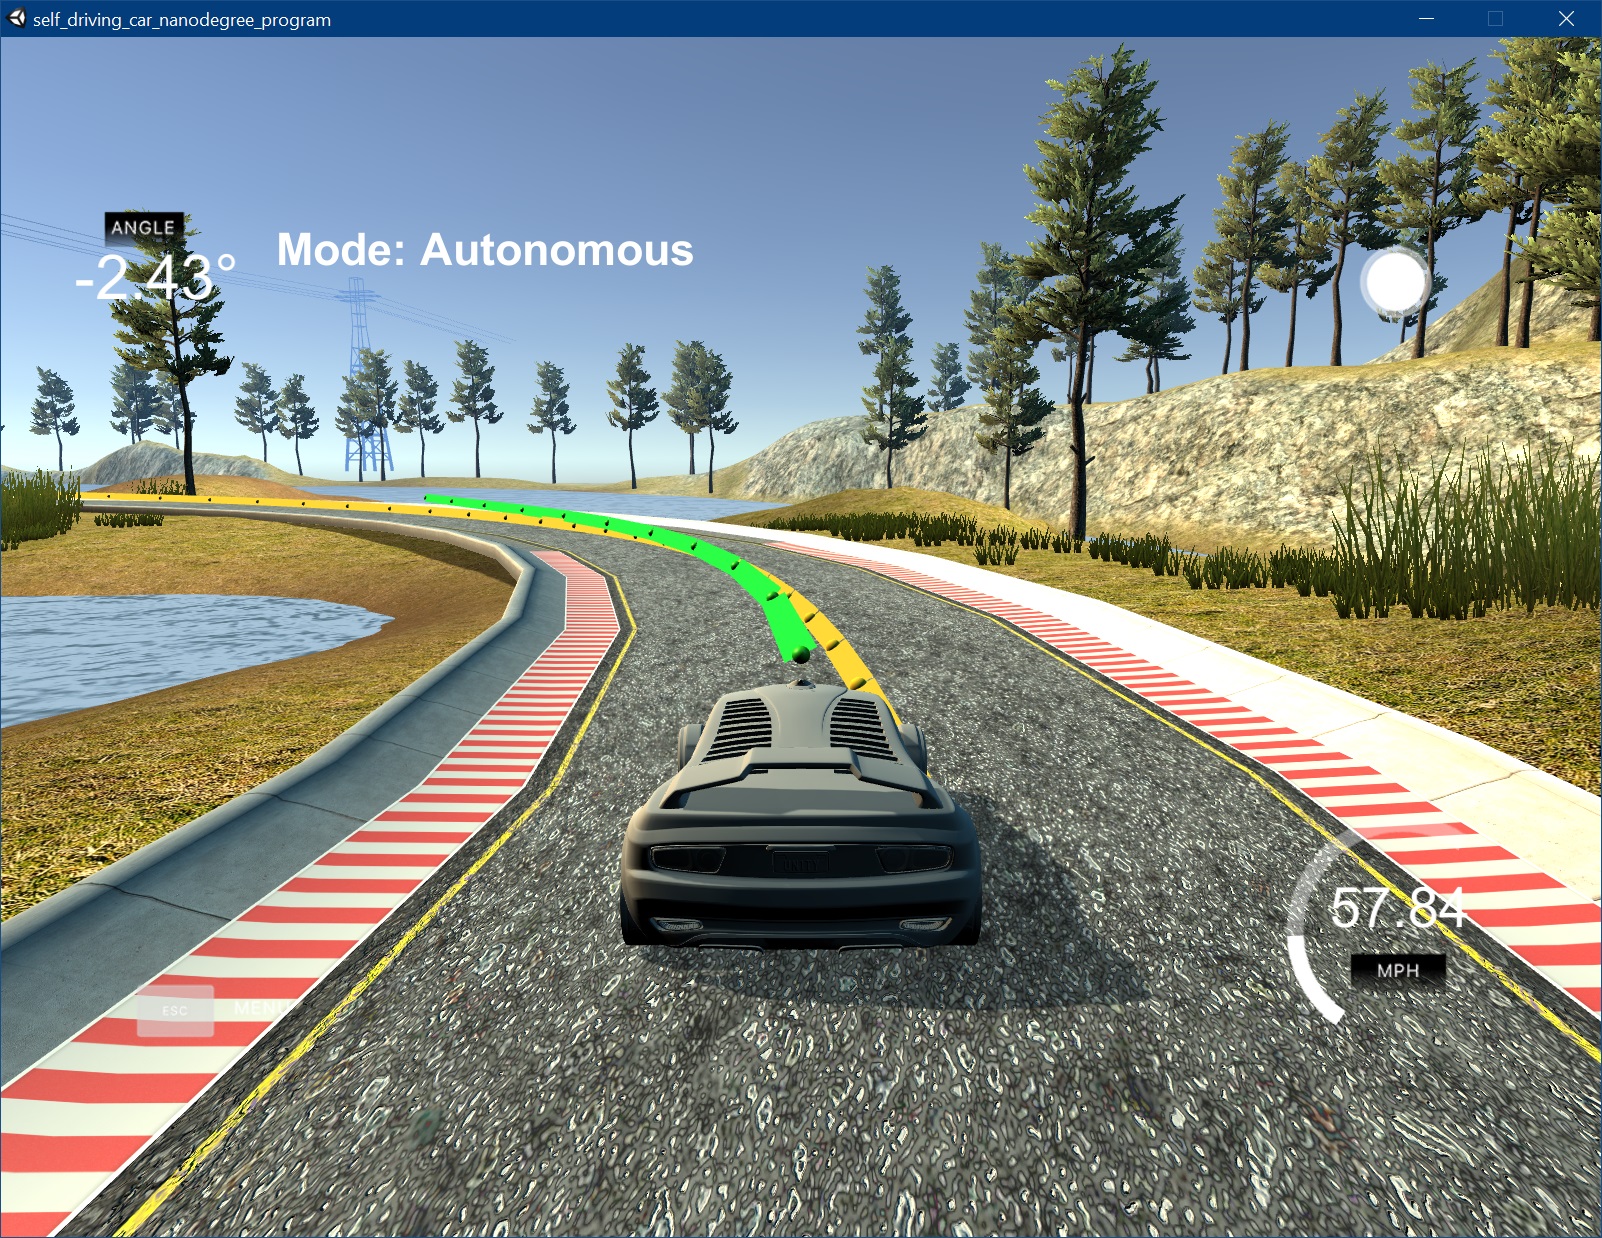 self_driving_car_nanodegree_program
ANGLE
-2.43°
Mode: Autonomous
57.84
MPH
ESC MENU